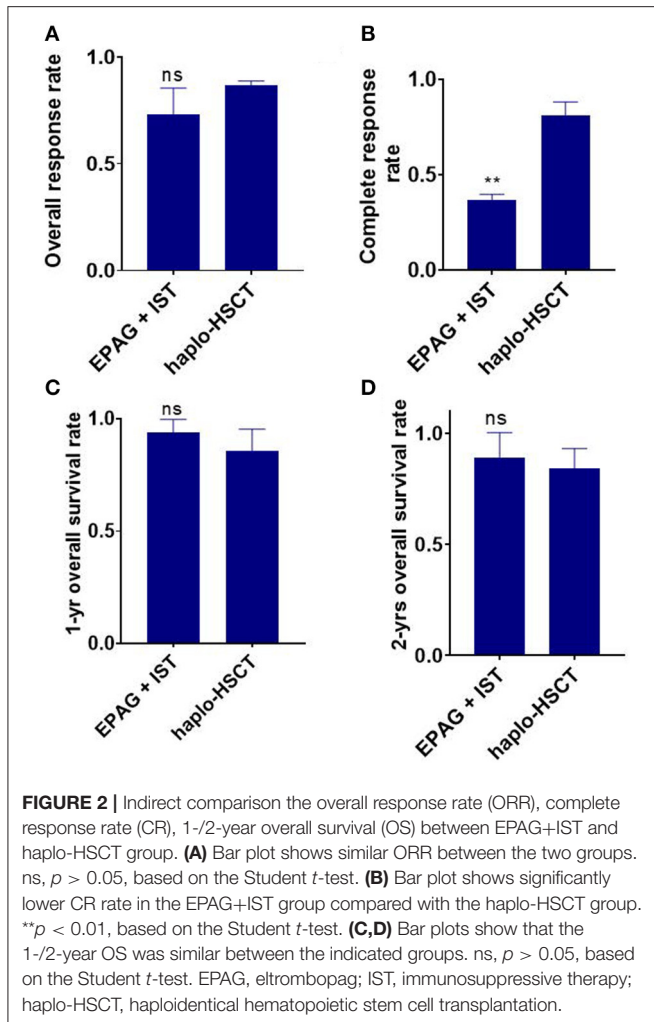 A
Overall response rate
1.0
0.5
0.0
ns
EPAG + IST
haplo-HSCT
B
Complete response
rate
1.0
0.5
0.0
**
EPAG + IST
haplo-HSCT
C
1-yr overall survival rate
1.0
0.5
0.0
ns
EPAG + IST
haplo-HSCT
D
2-yrs overall survival rate
1.0
0.5
0.0
ns
EPAG + IST
haplo-HSCT
FIGURE 2 | Indirect comparison the overall response rate (ORR), complete
response rate (CR), 1-/2-year overall survival (OS) between EPAG+IST and
haplo-HSCT group. (A) Bar plot shows similar ORR between the two groups.
ns, p > 0.05, based on the Student t-test. (B) Bar plot shows significantly
lower CR rate in the EPAG+IST group compared with the haplo-HSCT group.
**p < 0.01, based on the Student t-test. (C,D) Bar plots show that the
1-/2-year OS was similar between the indicated groups. ns, p > 0.05, based
on the Student t-test. EPAG, eltrombopag; IST, immunosuppressive therapy;
haplo-HSCT, haploidentical hematopoietic stem cell transplantation.